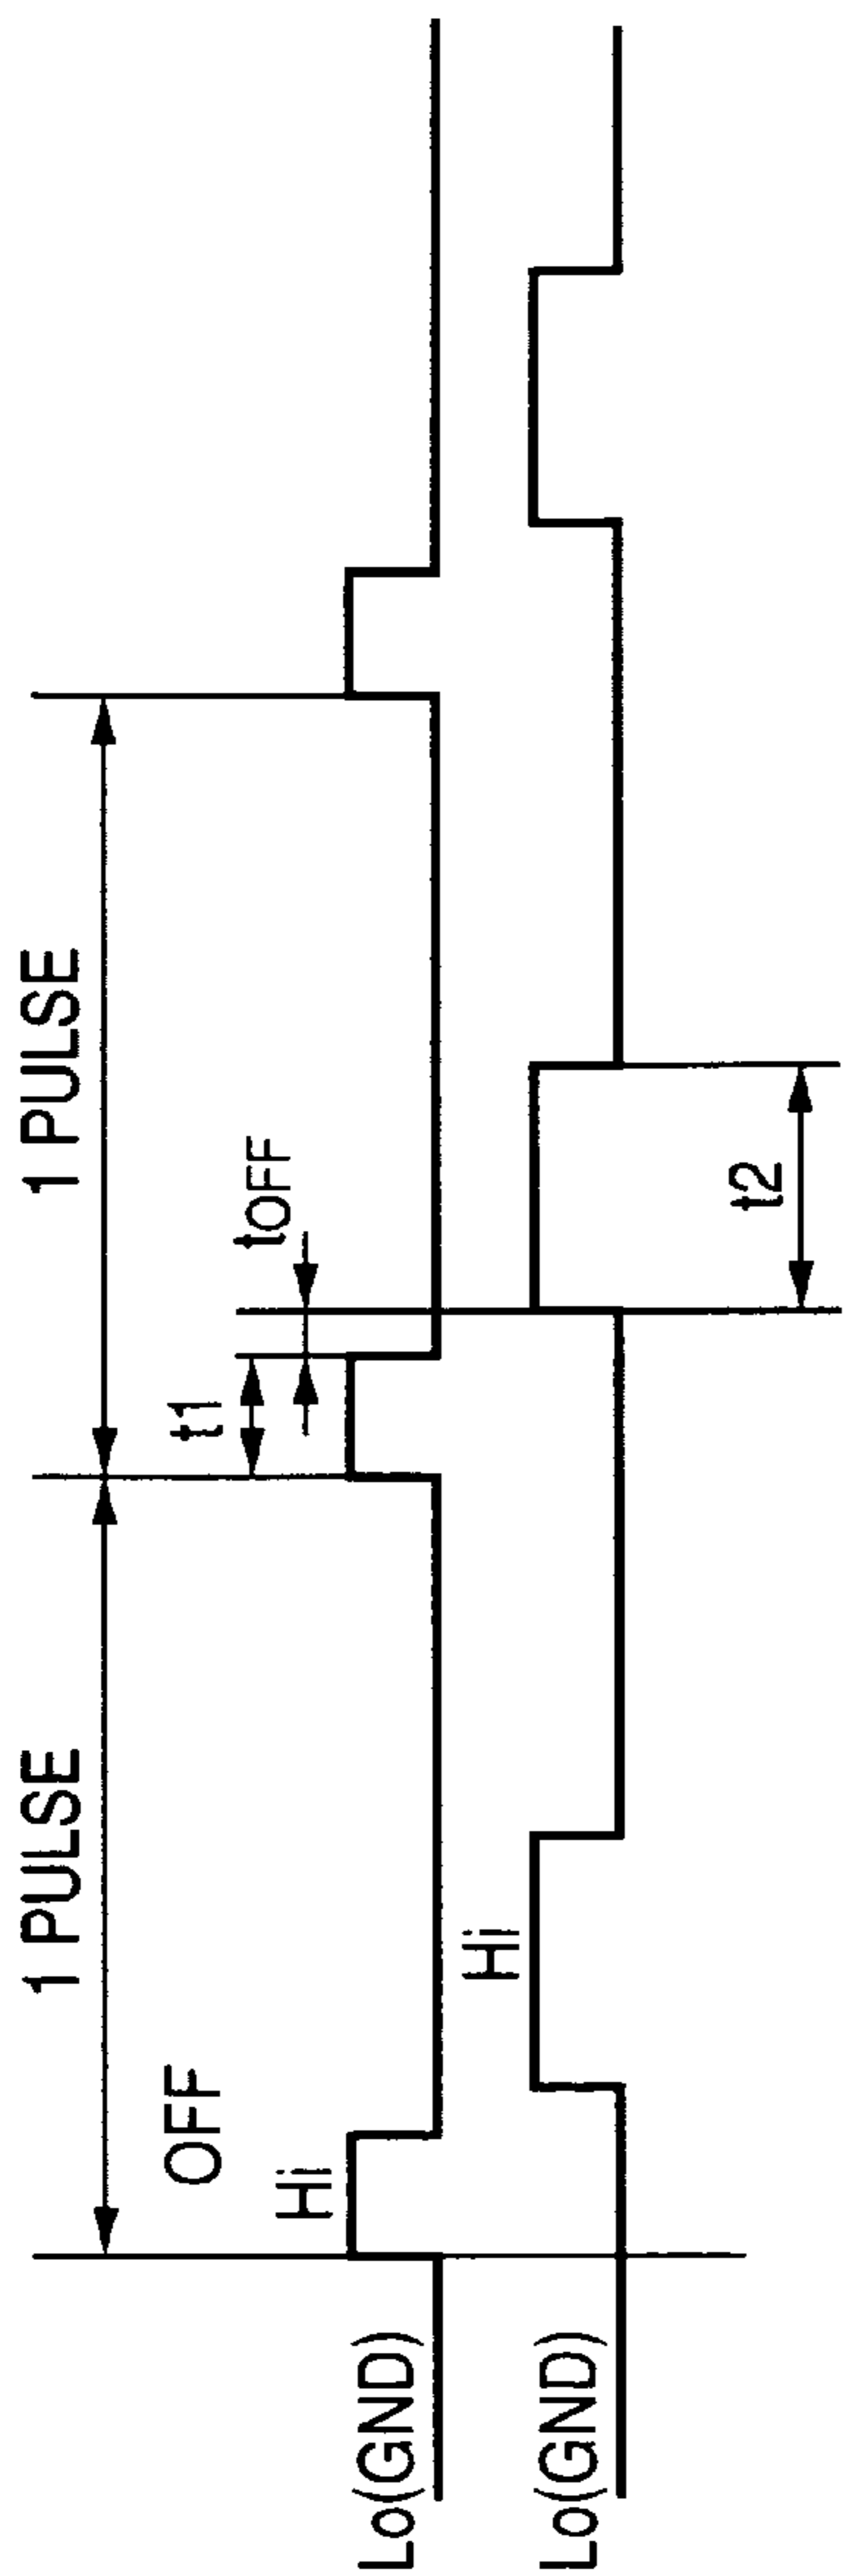 1 PULSE
1 PULSE
OFF
t1
tOFF
Hi
Lo(GND)
Hi
Lo(GND)
t2